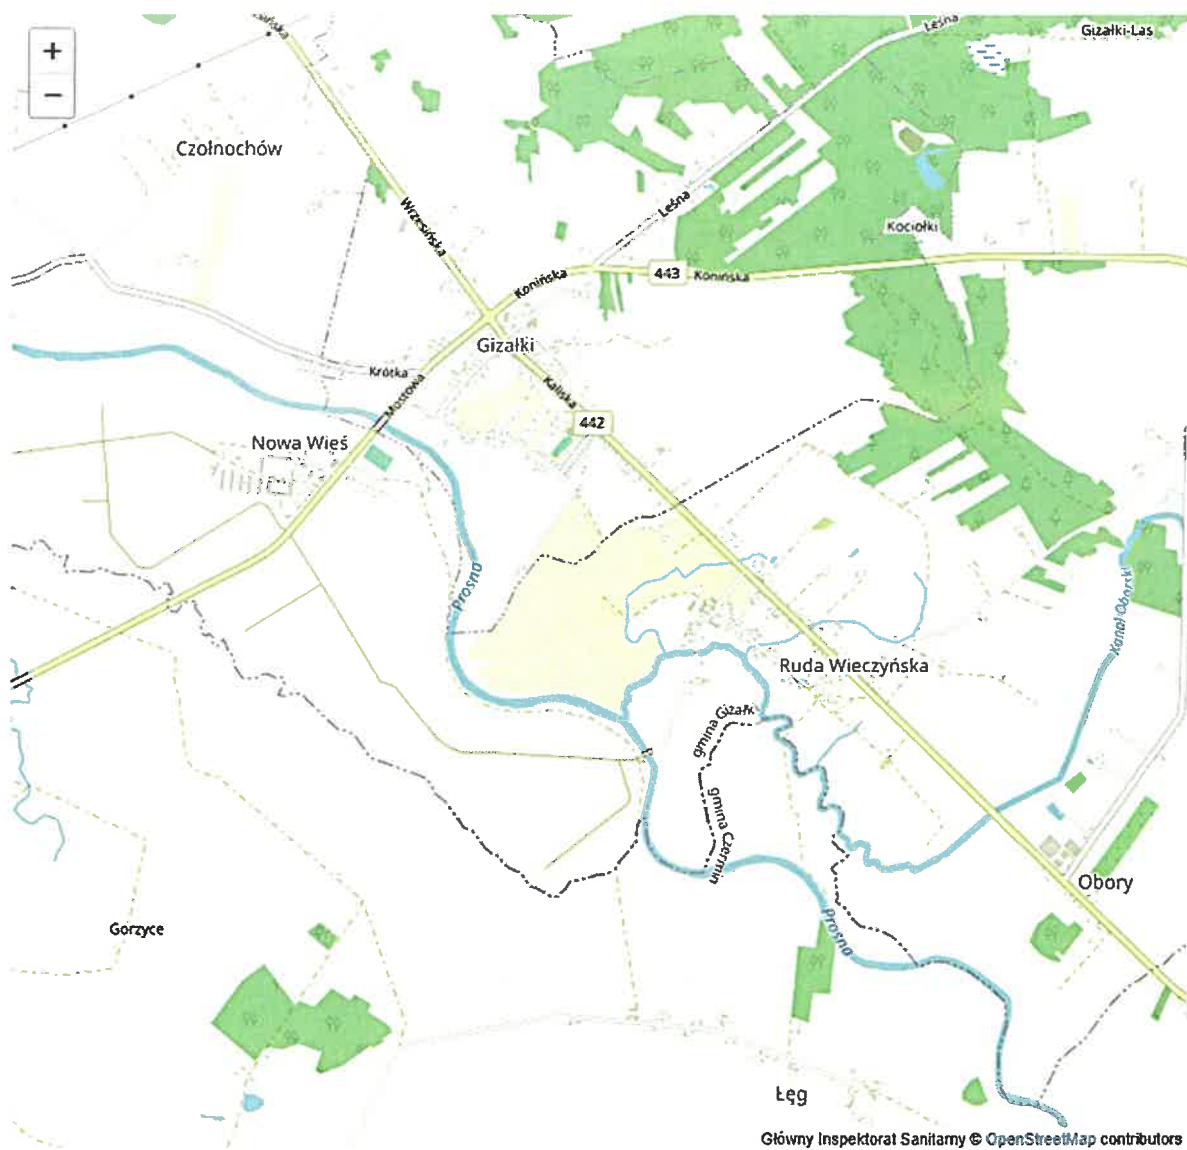 +
−
Leśna
Gizałki-Las
Czołnochów
Wrzesińska
Leśna
Kociołki
Konińska
443
Konińska
Gizałki
Krótka
Mostowa
Kaliska
442
Nowa Wieś
Prosna
Kanał Oborski
Ruda Wieczyńska
gmina Gizałki
gmina Czermin
Obory
Prosna
Gorzyce
Łęg
Główny Inspektorat Sanitarny © OpenStreetMap contributors